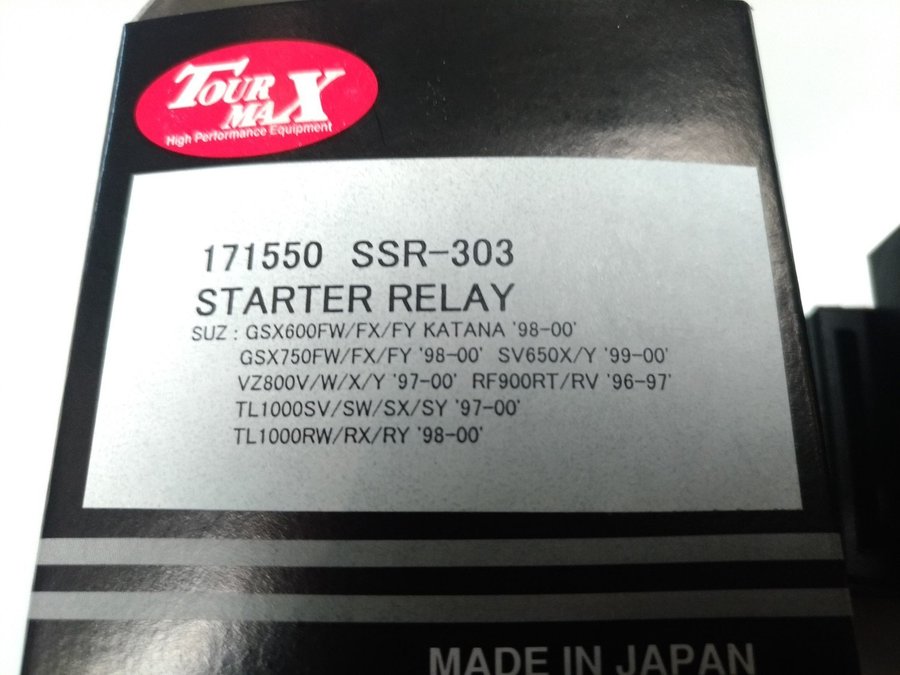 TOUR
MAX
High Performance Equipment
171550 SSR-303
STARTER RELAY
SUZ : GSX600FW/FX/FY KATANA '98-00'
GSX750FW/FX/FY '98-00' SV650X/Y '99-00'
VZ800V/W/X/Y '97-00' RF900RT/RV '96-97'
TL1000SV/SW/SX/SY '97-00'
TL1000RW/RX/RY '98-00'
MADE IN JAPAN